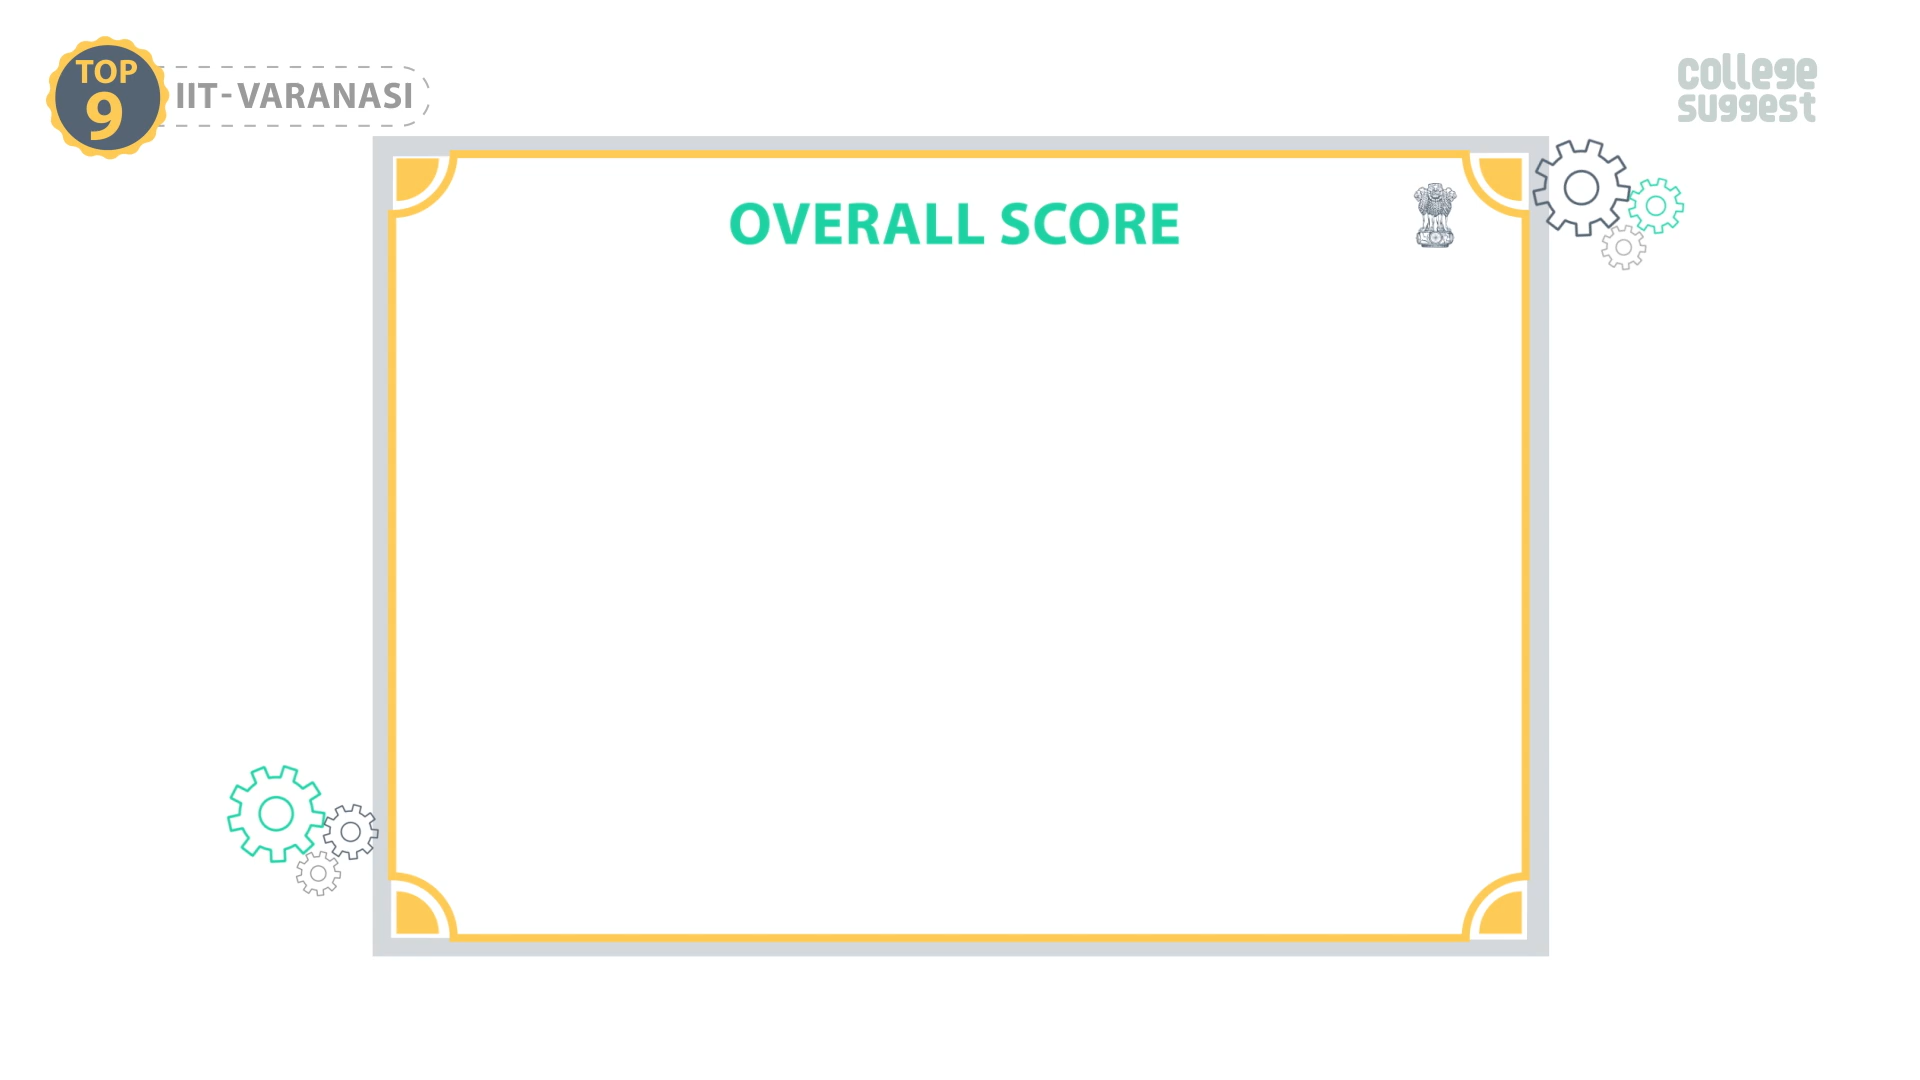 TOP
9
IIT-VARANASI
college
suggest
OVERALL SCORE